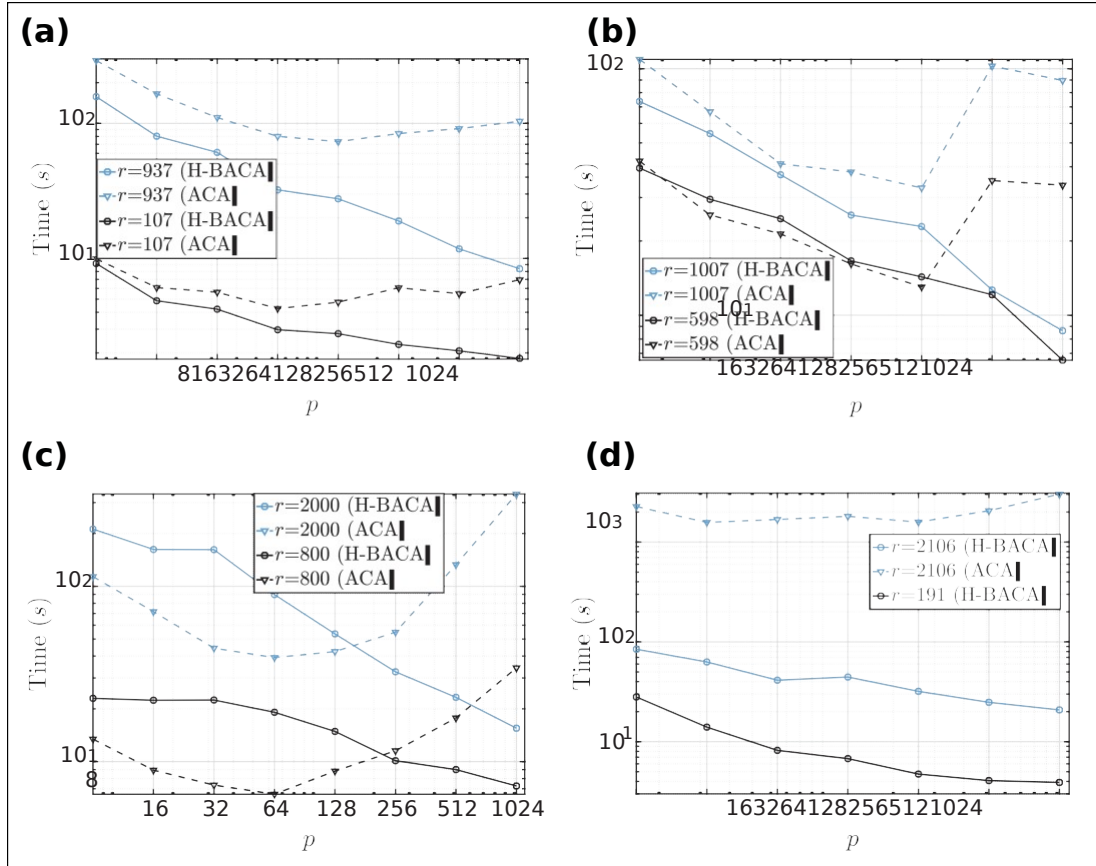 (a)
10²
10¹
Time (s)
r=937 (H-BACA
r=937 (ACA
r=107 (H-BACA
r=107 (ACA
81632641282565121024
p
(b)
10²
10¹
Time (s)
r=1007 (H-BACA
r=1007 (ACA
r=598 (H-BACA
r=598 (ACA
1632641282565121024
p
(c)
10²
10¹
Time (s)
r=2000 (H-BACA
r=2000 (ACA
r=800 (H-BACA
r=800 (ACA
8 16 32 64 128 256 512 1024
p
(d)
10³
10²
10¹
Time (s)
r=2106 (H-BACA
r=2106 (ACA
r=191 (H-BACA
1632641282565121024
p